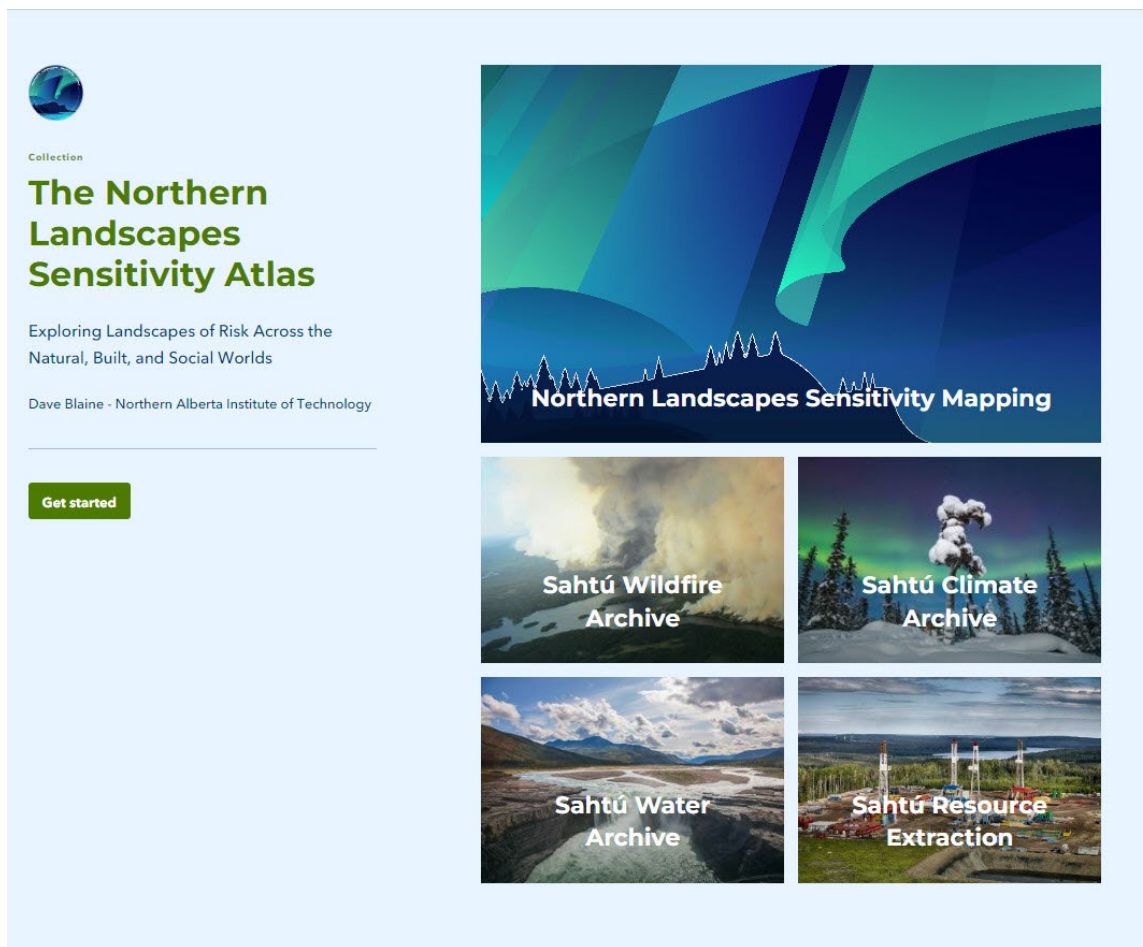 Collection
The Northern
Landscapes
Sensitivity Atlas
Exploring Landscapes of Risk Across the
Natural, Built, and Social Worlds
Dave Blaine - Northern Alberta Institute of Technology
Get started
Northern Landscapes Sensitivity Mapping
Sahtú Wildfire
Archive
Sahtú Climate
Archive
Sahtú Water
Archive
Sahtú Resource
Extraction